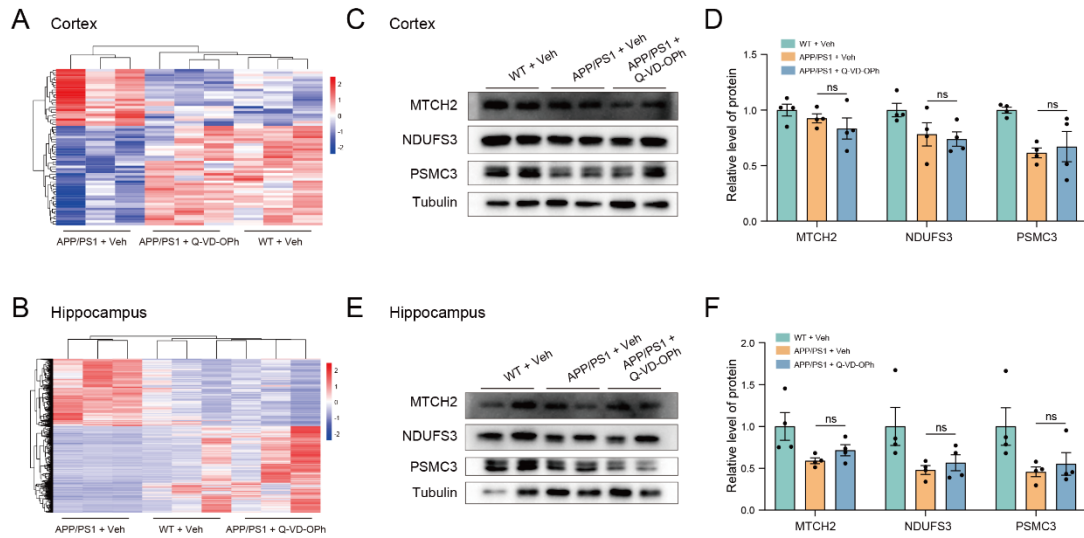 A Cortex
2
1
0
-1
-2
APP/PS1 + Veh APP/PS1 + Q-VD-OPh WT + Veh
B Hippocampus
2
1
0
-1
-2
APP/PS1 + Veh WT + Veh APP/PS1 + Q-VD-OPh
C Cortex
WT + Veh
APP/PS1 + Veh
APP/PS1 +
Q-VD-OPh
MTCH2
NDUFS3
PSMC3
Tubulin
D
WT + Veh
APP/PS1 + Veh
APP/PS1 + Q-VD-OPh
Relative level of protein
1.5
1.0
0.5
0.0
ns
ns
ns
MTCH2 NDUFS3 PSMC3
E Hippocampus
WT + Veh
APP/PS1 + Veh
APP/PS1 +
Q-VD-OPh
MTCH2
NDUFS3
PSMC3
Tubulin
F
WT + Veh
APP/PS1 + Veh
APP/PS1 + Q-VD-OPh
Relative level of protein
2.0
1.5
1.0
0.5
0.0
ns
ns
ns
MTCH2 NDUFS3 PSMC3